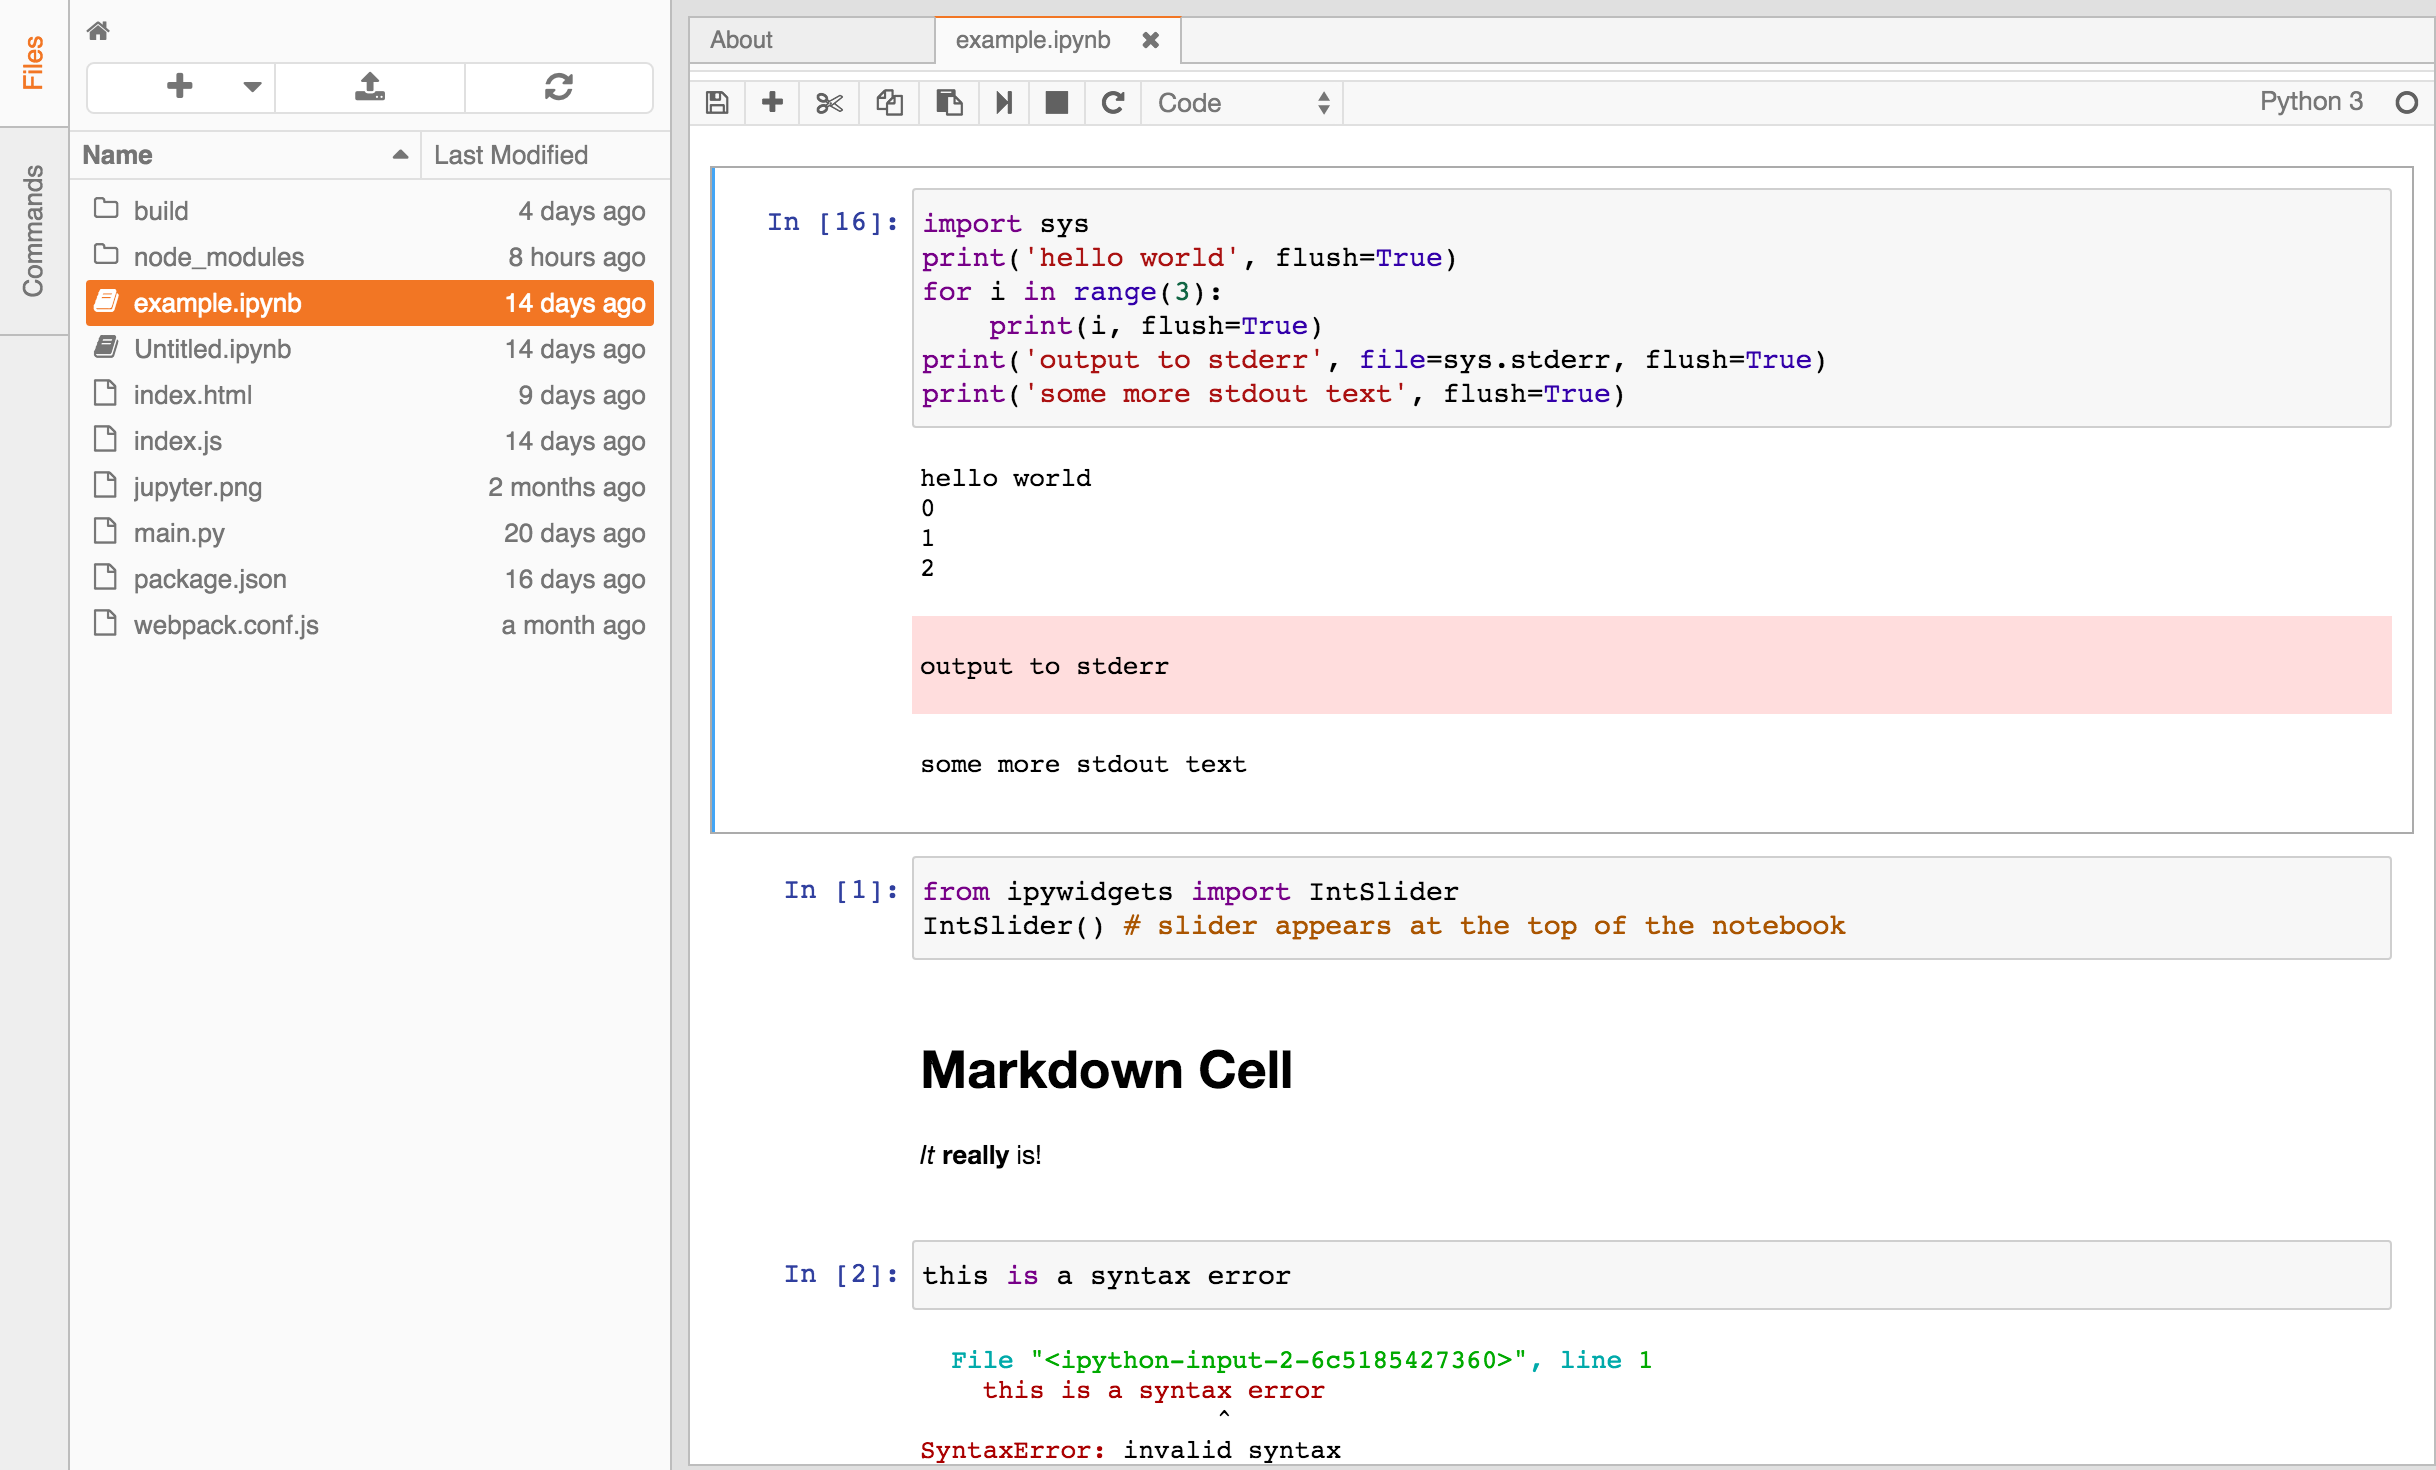 Files
Commands
Name Last Modified
build 4 days ago
node_modules 8 hours ago
example.ipynb 14 days ago
Untitled.ipynb 14 days ago
index.html 9 days ago
index.js 14 days ago
jupyter.png 2 months ago
main.py 20 days ago
package.json 16 days ago
webpack.conf.js a month ago
About example.ipynb
Code Python 3
In [16]: import sys
print('hello world', flush=True)
for i in range(3):
    print(i, flush=True)
print('output to stderr', file=sys.stderr, flush=True)
print('some more stdout text', flush=True)
hello world
0
1
2
output to stderr
some more stdout text
In [1]: from ipywidgets import IntSlider
IntSlider() # slider appears at the top of the notebook
Markdown Cell
It really is!
In [2]: this is a syntax error
  File "<ipython-input-2-6c5185427360>", line 1
    this is a syntax error
                   ^
SyntaxError: invalid syntax